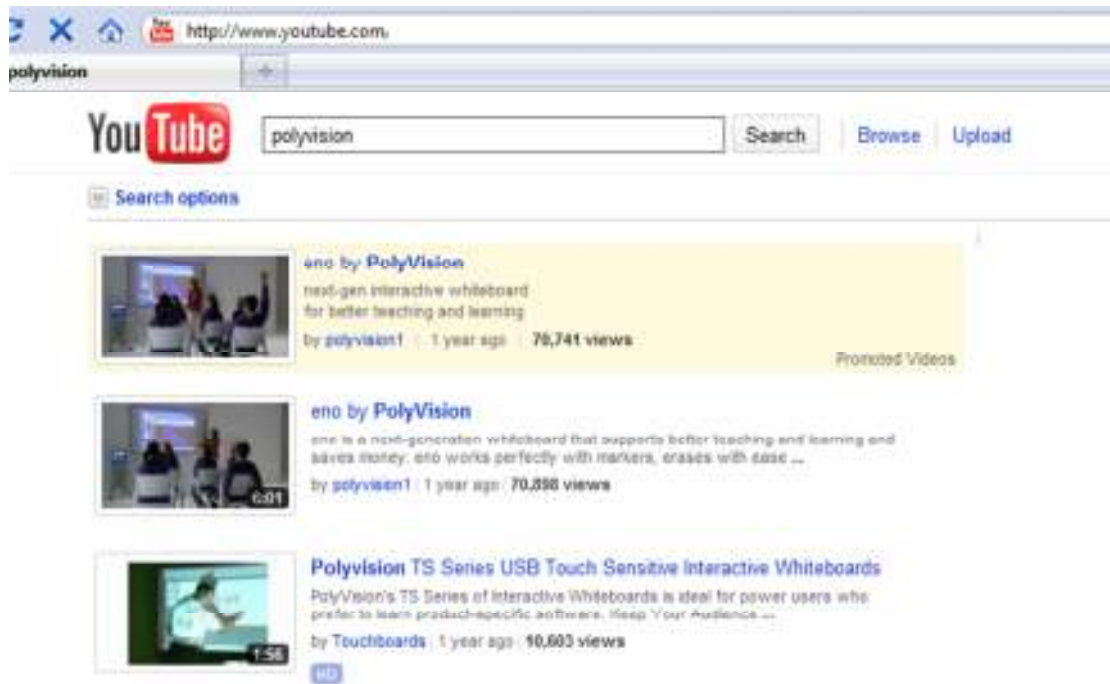 You Tube http://www.youtube.com,
polyvision
You Tube polyvision Search Browse Upload
Search options
eno by PolyVision
next-gen interactive whiteboard
for better teaching and learning
by polyvision1 1 year ago 70,741 views
Promoted Videos
eno by PolyVision
eno is a next-generation whiteboard that supports better teaching and learning and
saves money. eno works perfectly with markers, erases with ease ...
6:01
by polyvision1 1 year ago 70,898 views
Polyvision TS Series USB Touch Sensitive Interactive Whiteboards
PolyVision's TS Series of Interactive Whiteboards is ideal for power users who
prefer to learn product-specific software. Keep Your Audience ...
1:56
by Touchboards 1 year ago 10,603 views
HD